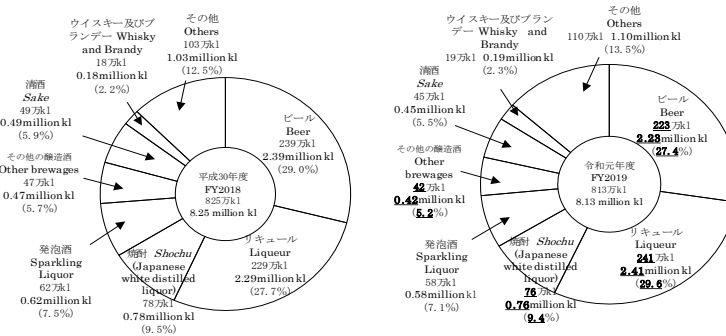 ウイスキー及びブ
ランデー Whisky
and Brandy
18万kl
0.18million kl
(2.2%)
その他
Others
103万kl
1.03million kl
(12.5%)
清酒
Sake
49万kl
0.49million kl
(5.9%)
その他の醸造酒
Other brewages
47万kl
0.47million kl
(5.7%)
発泡酒
Sparkling
Liquor
62万kl
0.62million kl
(7.5%)
焼酎 Shochu
(Japanese
white distilled
liquor)
78万kl
0.78million kl
(9.5%)
リキュール
Liqueur
229万kl
2.29million kl
(27.7%)
ビール
Beer
239万kl
2.39million kl
(29.0%)
平成30年度
FY2018
825万kl
8.25 million kl
ウイスキー及びブラン
デー Whisky and
Brandy
19万kl 0.19million kl
(2.3%)
その他
Others
110万kl 1.10million kl
(13.5%)
清酒
Sake
45万kl
0.45million kl
(5.5%)
その他の醸造酒
Other
brewages
42万kl
0.42million kl
(5.2%)
発泡酒
Sparkling
Liquor
58万kl
0.58million kl
(7.1%)
焼酎 Shochu
(Japanese
white distilled
liquor)
76万kl
0.76million kl
(9.4%)
リキュール
Liqueur
241万kl
2.41million kl
(29.6%)
ビール
Beer
223万kl
2.23million kl
(27.4%)
令和元年度
FY2019
813万kl
8.13 million kl